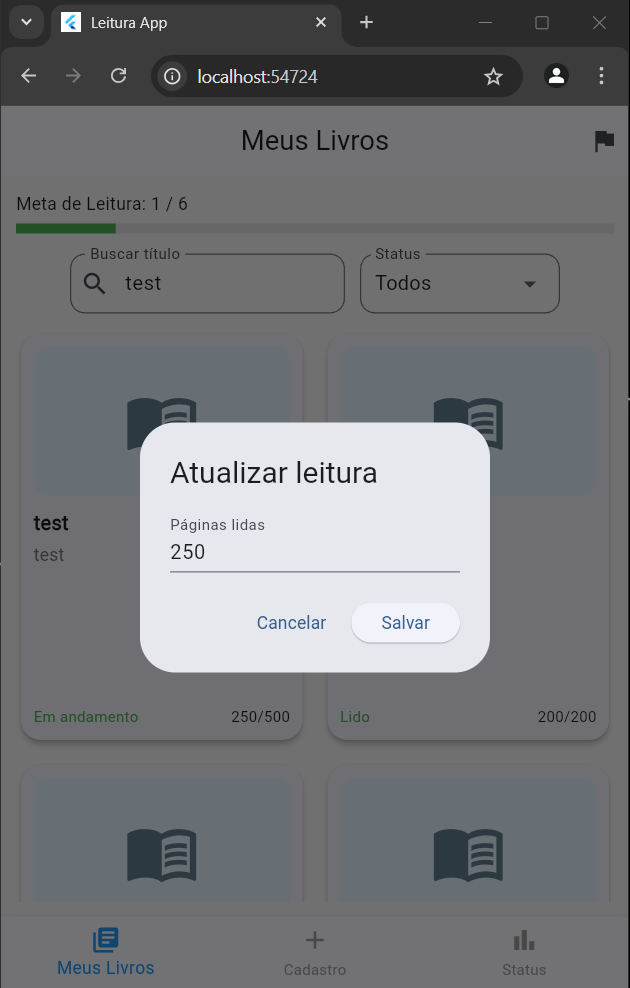 Leitura App
localhost:54724
Meus Livros
Meta de Leitura: 1 / 6
Buscar título
test
Status
Todos
Atualizar leitura
Páginas lidas
250
Cancelar
Salvar
test
test
Em andamento
250/500
Lido
200/200
Meus Livros
Cadastro
Status